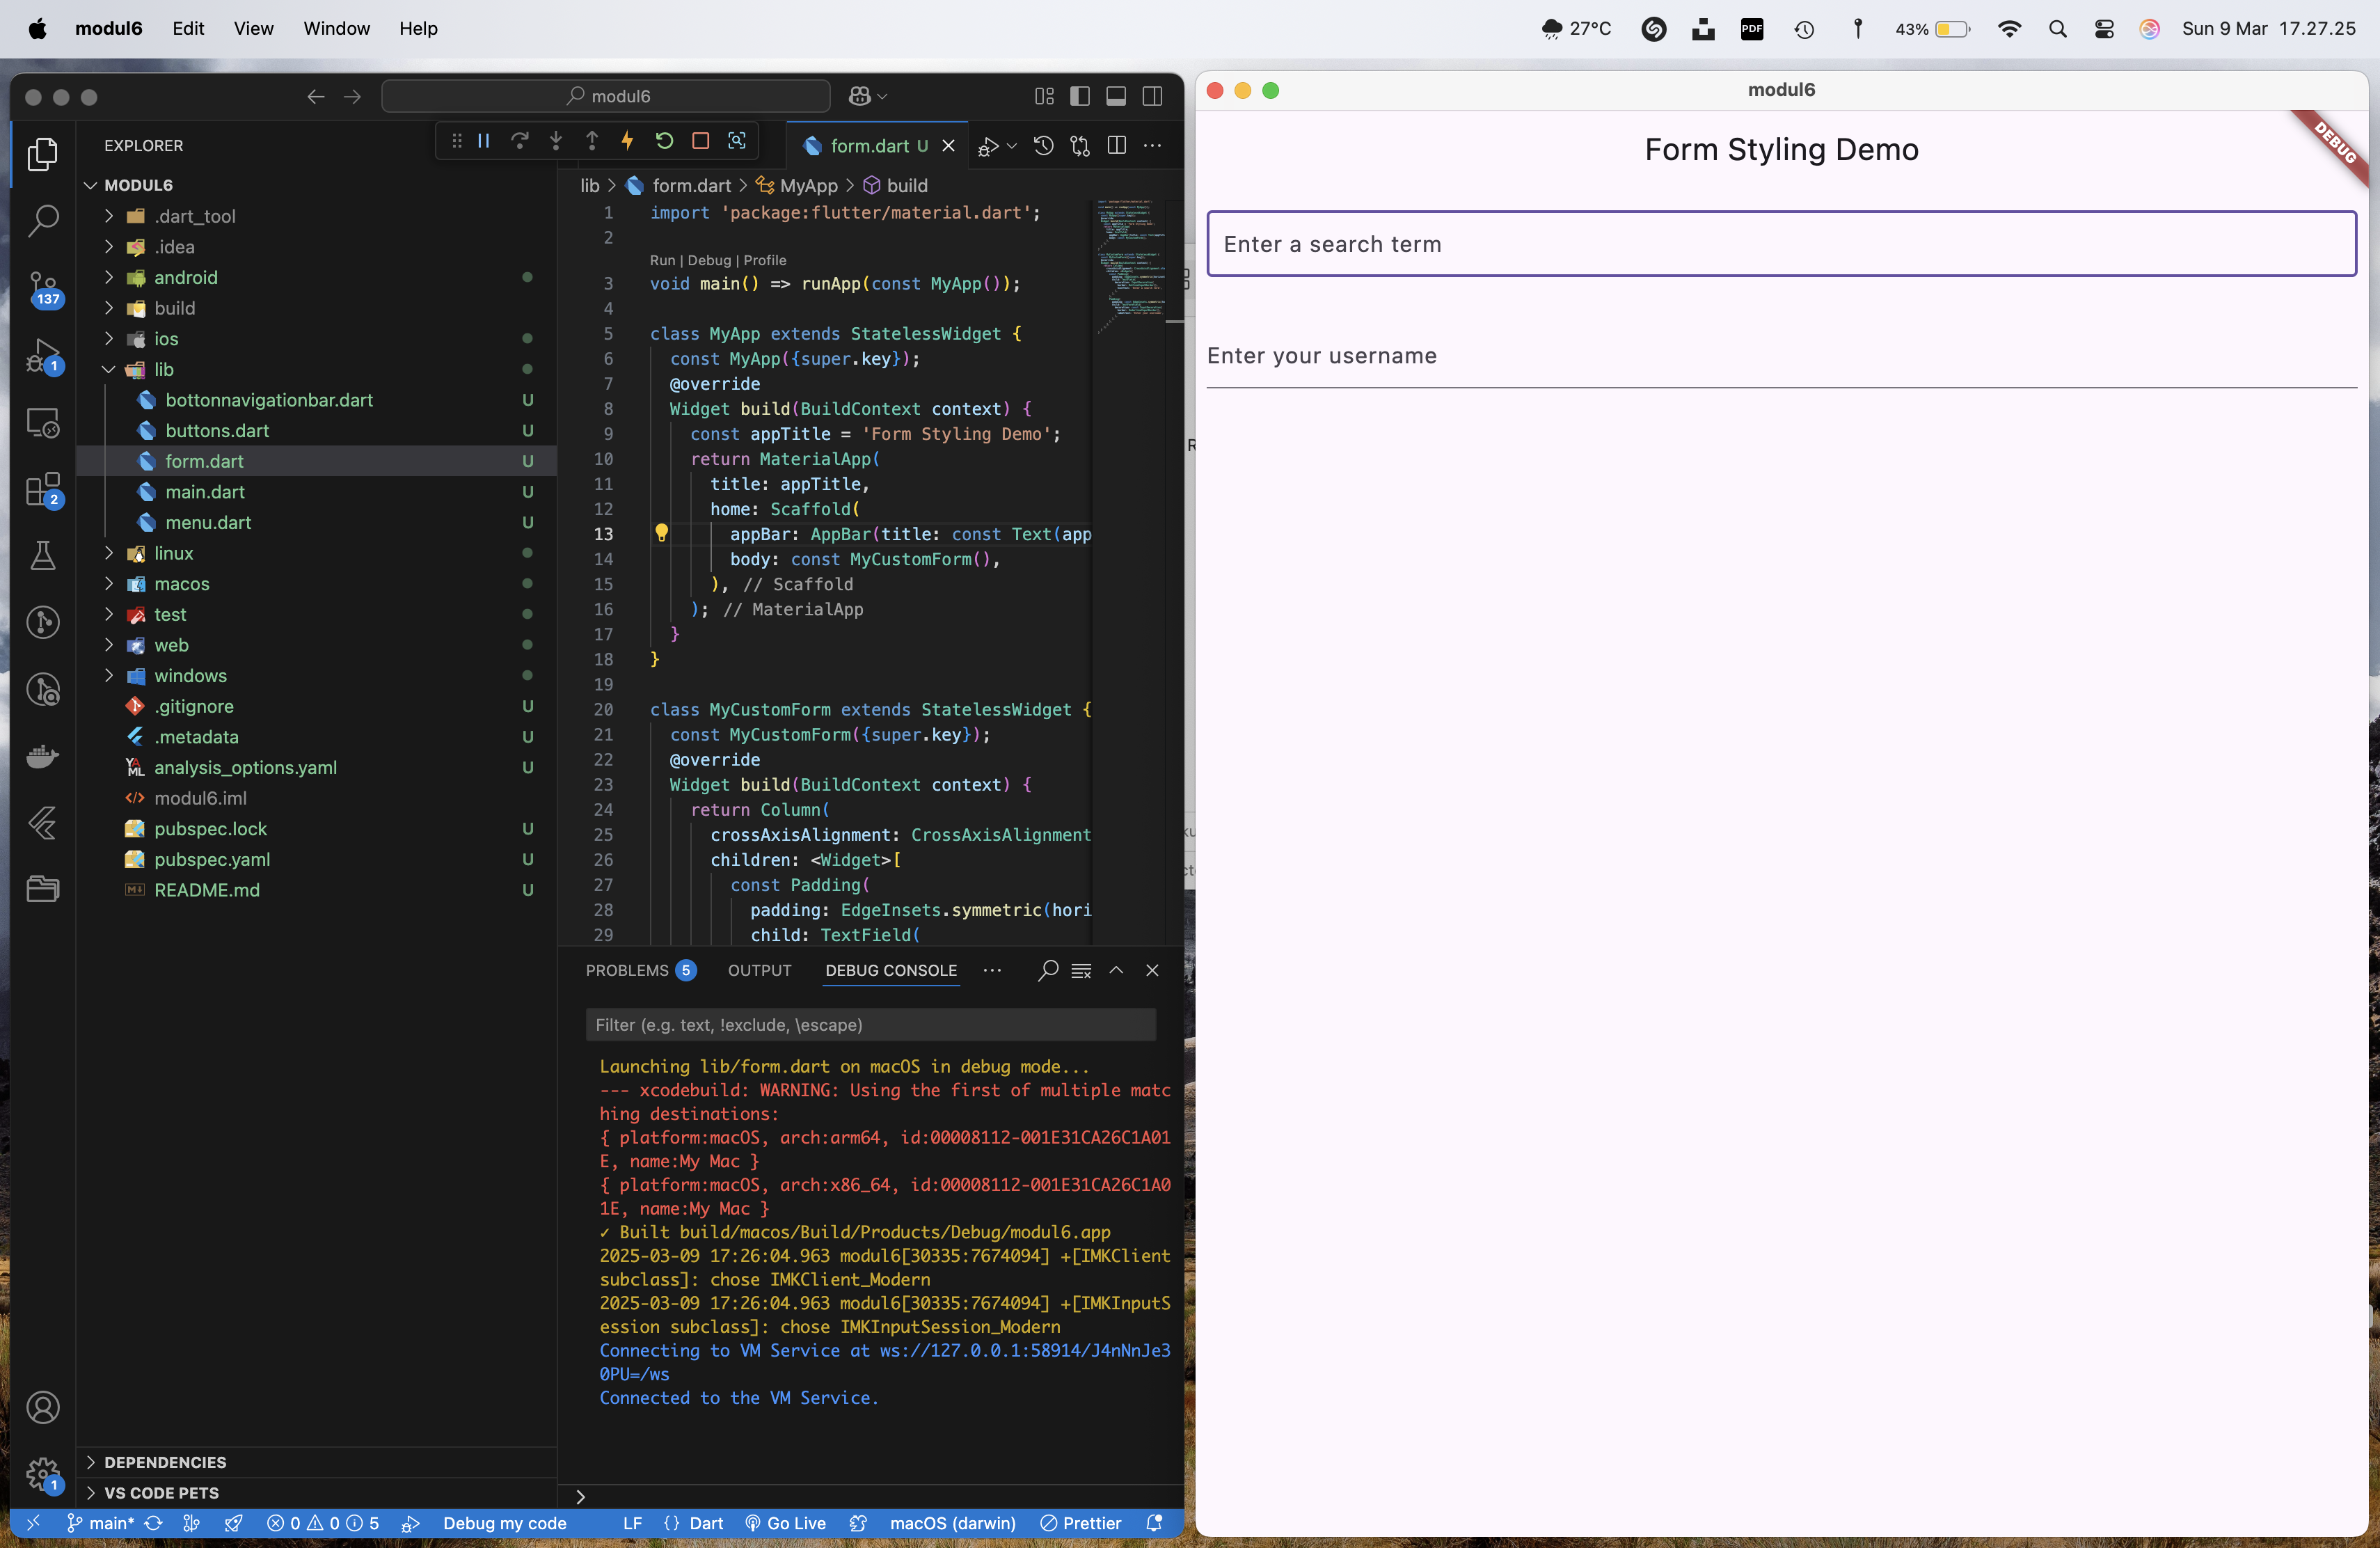 modul6 Edit View Window Help
27°C PDF 43% Sun 9 Mar 17.27.25
modul6
EXPLORER
MODUL6
.dart_tool
.idea
android
build
ios
lib
bottonnavigationbar.dart U
buttons.dart U
form.dart U
main.dart U
menu.dart U
linux
macos
test
web
windows
.gitignore U
.metadata U
YAML analysis_options.yaml U
modul6.iml
pubspec.lock U
pubspec.yaml U
README.md U
DEPENDENCIES
VS CODE PETS
137
1
2
1
form.dart U
lib > form.dart > MyApp > build
1 import 'package:flutter/material.dart';
2
Run | Debug | Profile
3 void main() => runApp(const MyApp());
4
5 class MyApp extends StatelessWidget {
6 const MyApp({super.key});
7 @override
8 Widget build(BuildContext context) {
9 const appTitle = 'Form Styling Demo';
10 return MaterialApp(
11 title: appTitle,
12 home: Scaffold(
13 appBar: AppBar(title: const Text(app
14 body: const MyCustomForm(),
15 ), // Scaffold
16 ); // MaterialApp
17 }
18 }
19
20 class MyCustomForm extends StatelessWidget {
21 const MyCustomForm({super.key});
22 @override
23 Widget build(BuildContext context) {
24 return Column(
25 crossAxisAlignment: CrossAxisAlignment
26 children: <Widget>[
27 const Padding(
28 padding: EdgeInsets.symmetric(hori
29 child: TextField(
PROBLEMS 5 OUTPUT DEBUG CONSOLE
Filter (e.g. text, !exclude, \escape)
Launching lib/form.dart on macOS in debug mode...
--- xcodebuild: WARNING: Using the first of multiple matc
hing destinations:
{ platform:macOS, arch:arm64, id:00008112-001E31CA26C1A01
E, name:My Mac }
{ platform:macOS, arch:x86_64, id:00008112-001E31CA26C1A0
1E, name:My Mac }
✓ Built build/macos/Build/Products/Debug/modul6.app
2025-03-09 17:26:04.963 modul6[30335:7674094] +[IMKClient
subclass]: chose IMKClient_Modern
2025-03-09 17:26:04.963 modul6[30335:7674094] +[IMKInputS
ession subclass]: chose IMKInputSession_Modern
Connecting to VM Service at ws://127.0.0.1:58914/J4nNnJe3
0PU=/ws
Connected to the VM Service.
main* 0 0 5 Debug my code LF {} Dart Go Live macOS (darwin) Prettier
modul6
DEBUG
Form Styling Demo
Enter a search term
Enter your username